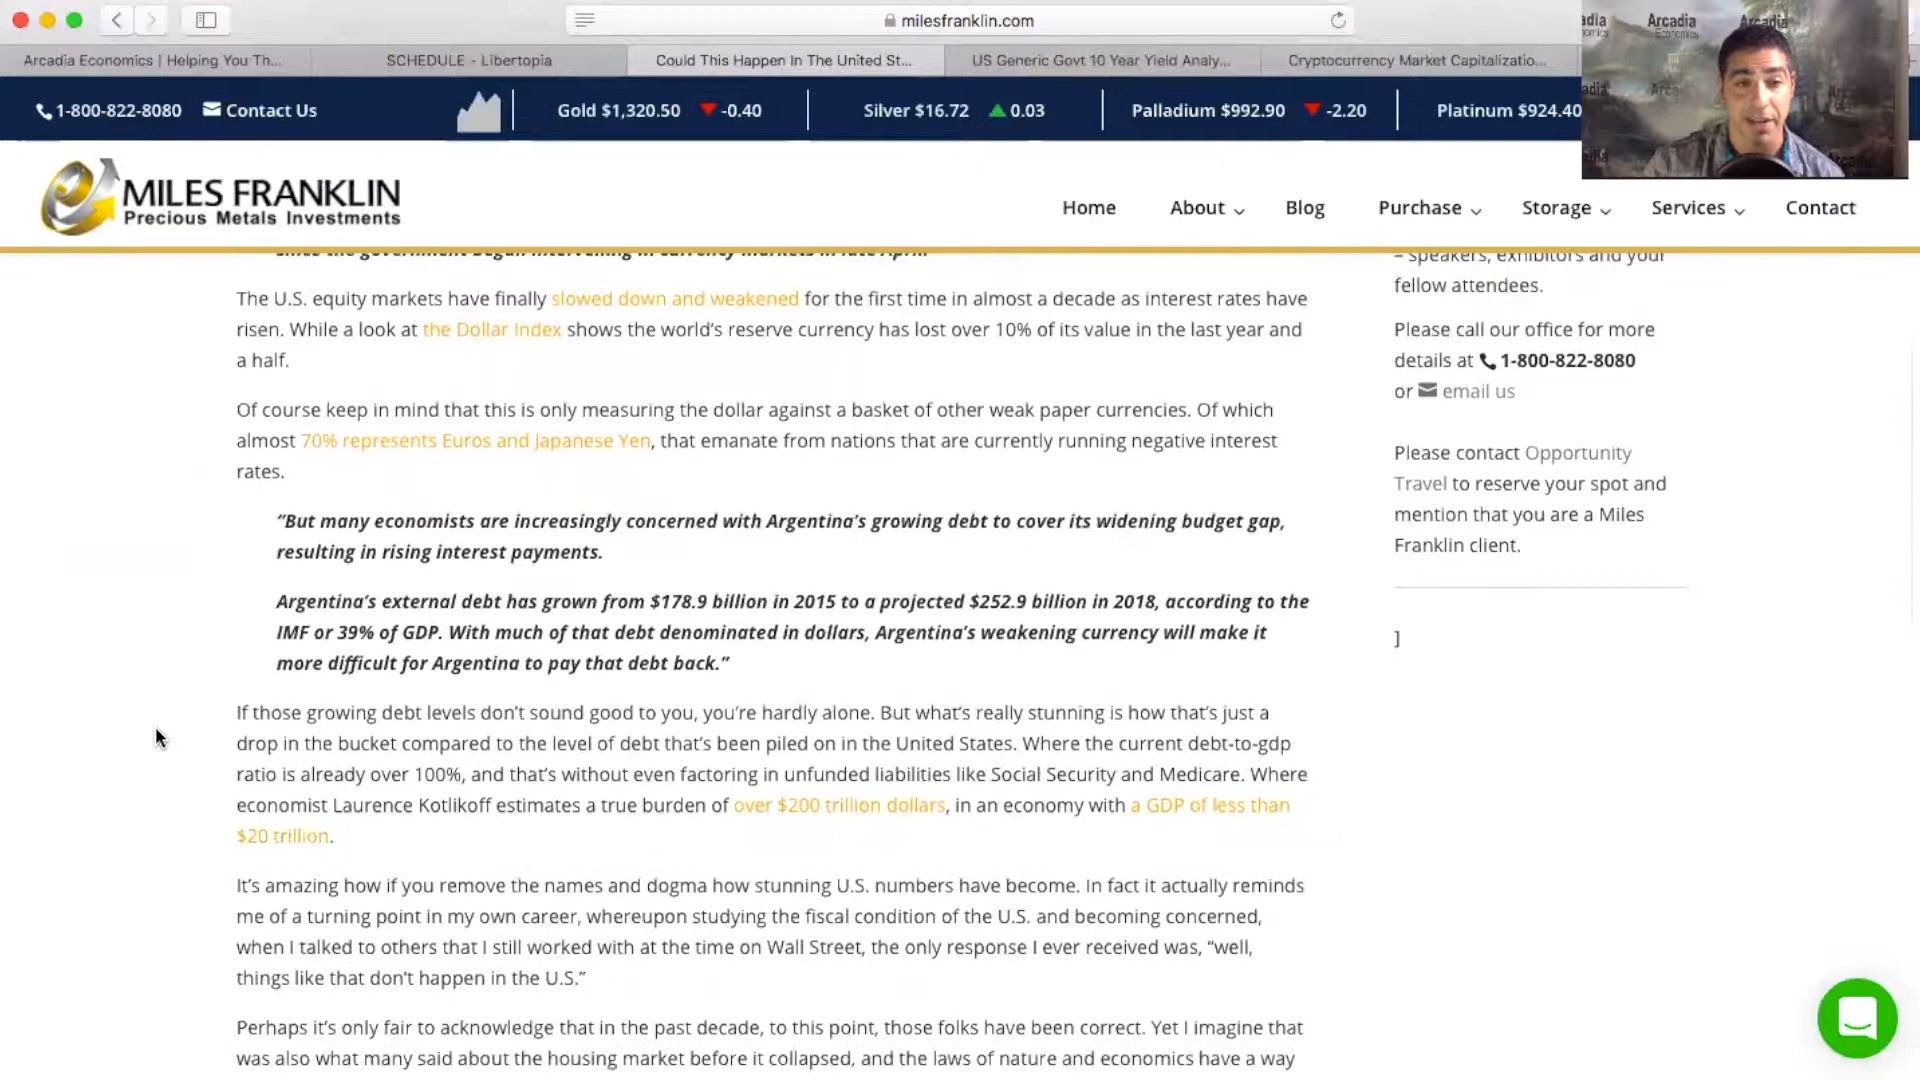 milesfranklin.com
Arcadia Economics | Helping You Th...
SCHEDULE - Libertopia
Could This Happen In The United St...
US Generic Govt 10 Year Yield Analy...
Cryptocurrency Market Capitalizatio...
1-800-822-8080
Contact Us
Gold $1,320.50 -0.40
Silver $16.72 0.03
Palladium $992.90 -2.20
Platinum $924.40
Arcadia
Economics
Arcadia
MILES FRANKLIN
Precious Metals Investments
Home About Blog Purchase Storage Services Contact
since the government began intervening in currency markets in late April.
The U.S. equity markets have finally slowed down and weakened for the first time in almost a decade as interest rates have
risen. While a look at the Dollar Index shows the world’s reserve currency has lost over 10% of its value in the last year and
a half.
Of course keep in mind that this is only measuring the dollar against a basket of other weak paper currencies. Of which
almost 70% represents Euros and Japanese Yen, that emanate from nations that are currently running negative interest
rates.
“But many economists are increasingly concerned with Argentina’s growing debt to cover its widening budget gap,
resulting in rising interest payments.
Argentina’s external debt has grown from $178.9 billion in 2015 to a projected $252.9 billion in 2018, according to the
IMF or 39% of GDP. With much of that debt denominated in dollars, Argentina’s weakening currency will make it
more difficult for Argentina to pay that debt back.”
If those growing debt levels don’t sound good to you, you’re hardly alone. But what’s really stunning is how that’s just a
drop in the bucket compared to the level of debt that’s been piled on in the United States. Where the current debt-to-gdp
ratio is already over 100%, and that’s without even factoring in unfunded liabilities like Social Security and Medicare. Where
economist Laurence Kotlikoff estimates a true burden of over $200 trillion dollars, in an economy with a GDP of less than
$20 trillion.
It’s amazing how if you remove the names and dogma how stunning U.S. numbers have become. In fact it actually reminds
me of a turning point in my own career, whereupon studying the fiscal condition of the U.S. and becoming concerned,
when I talked to others that I still worked with at the time on Wall Street, the only response I ever received was, “well,
things like that don’t happen in the U.S.”
Perhaps it’s only fair to acknowledge that in the past decade, to this point, those folks have been correct. Yet I imagine that
was also what many said about the housing market before it collapsed, and the laws of nature and economics have a way
– speakers, exhibitors and your
fellow attendees.
Please call our office for more
details at 1-800-822-8080
or email us
Please contact Opportunity
Travel to reserve your spot and
mention that you are a Miles
Franklin client.
]